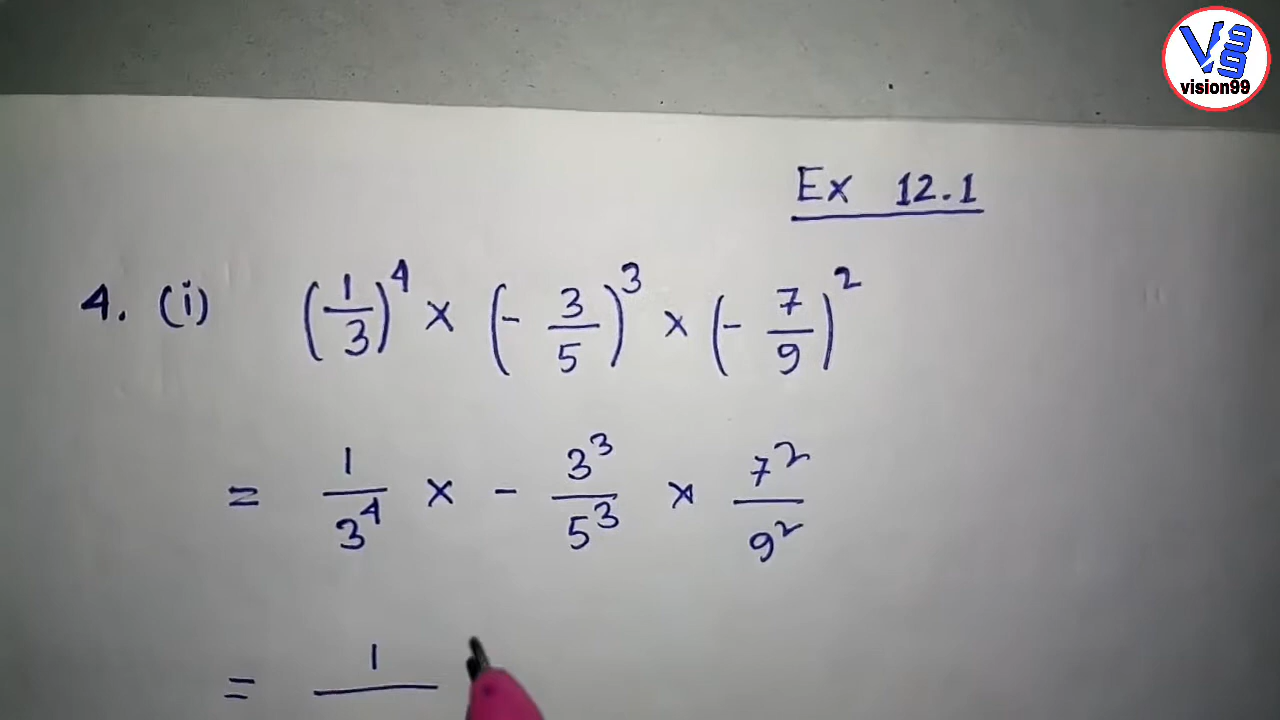 V99
vision99
Ex 12.1
4. (i) (1/3)^4 × (- 3/5)^3 × (- 7/9)^2
= 1/3^4 × - 3^3/5^3 × 7^2/9^2
= 1/